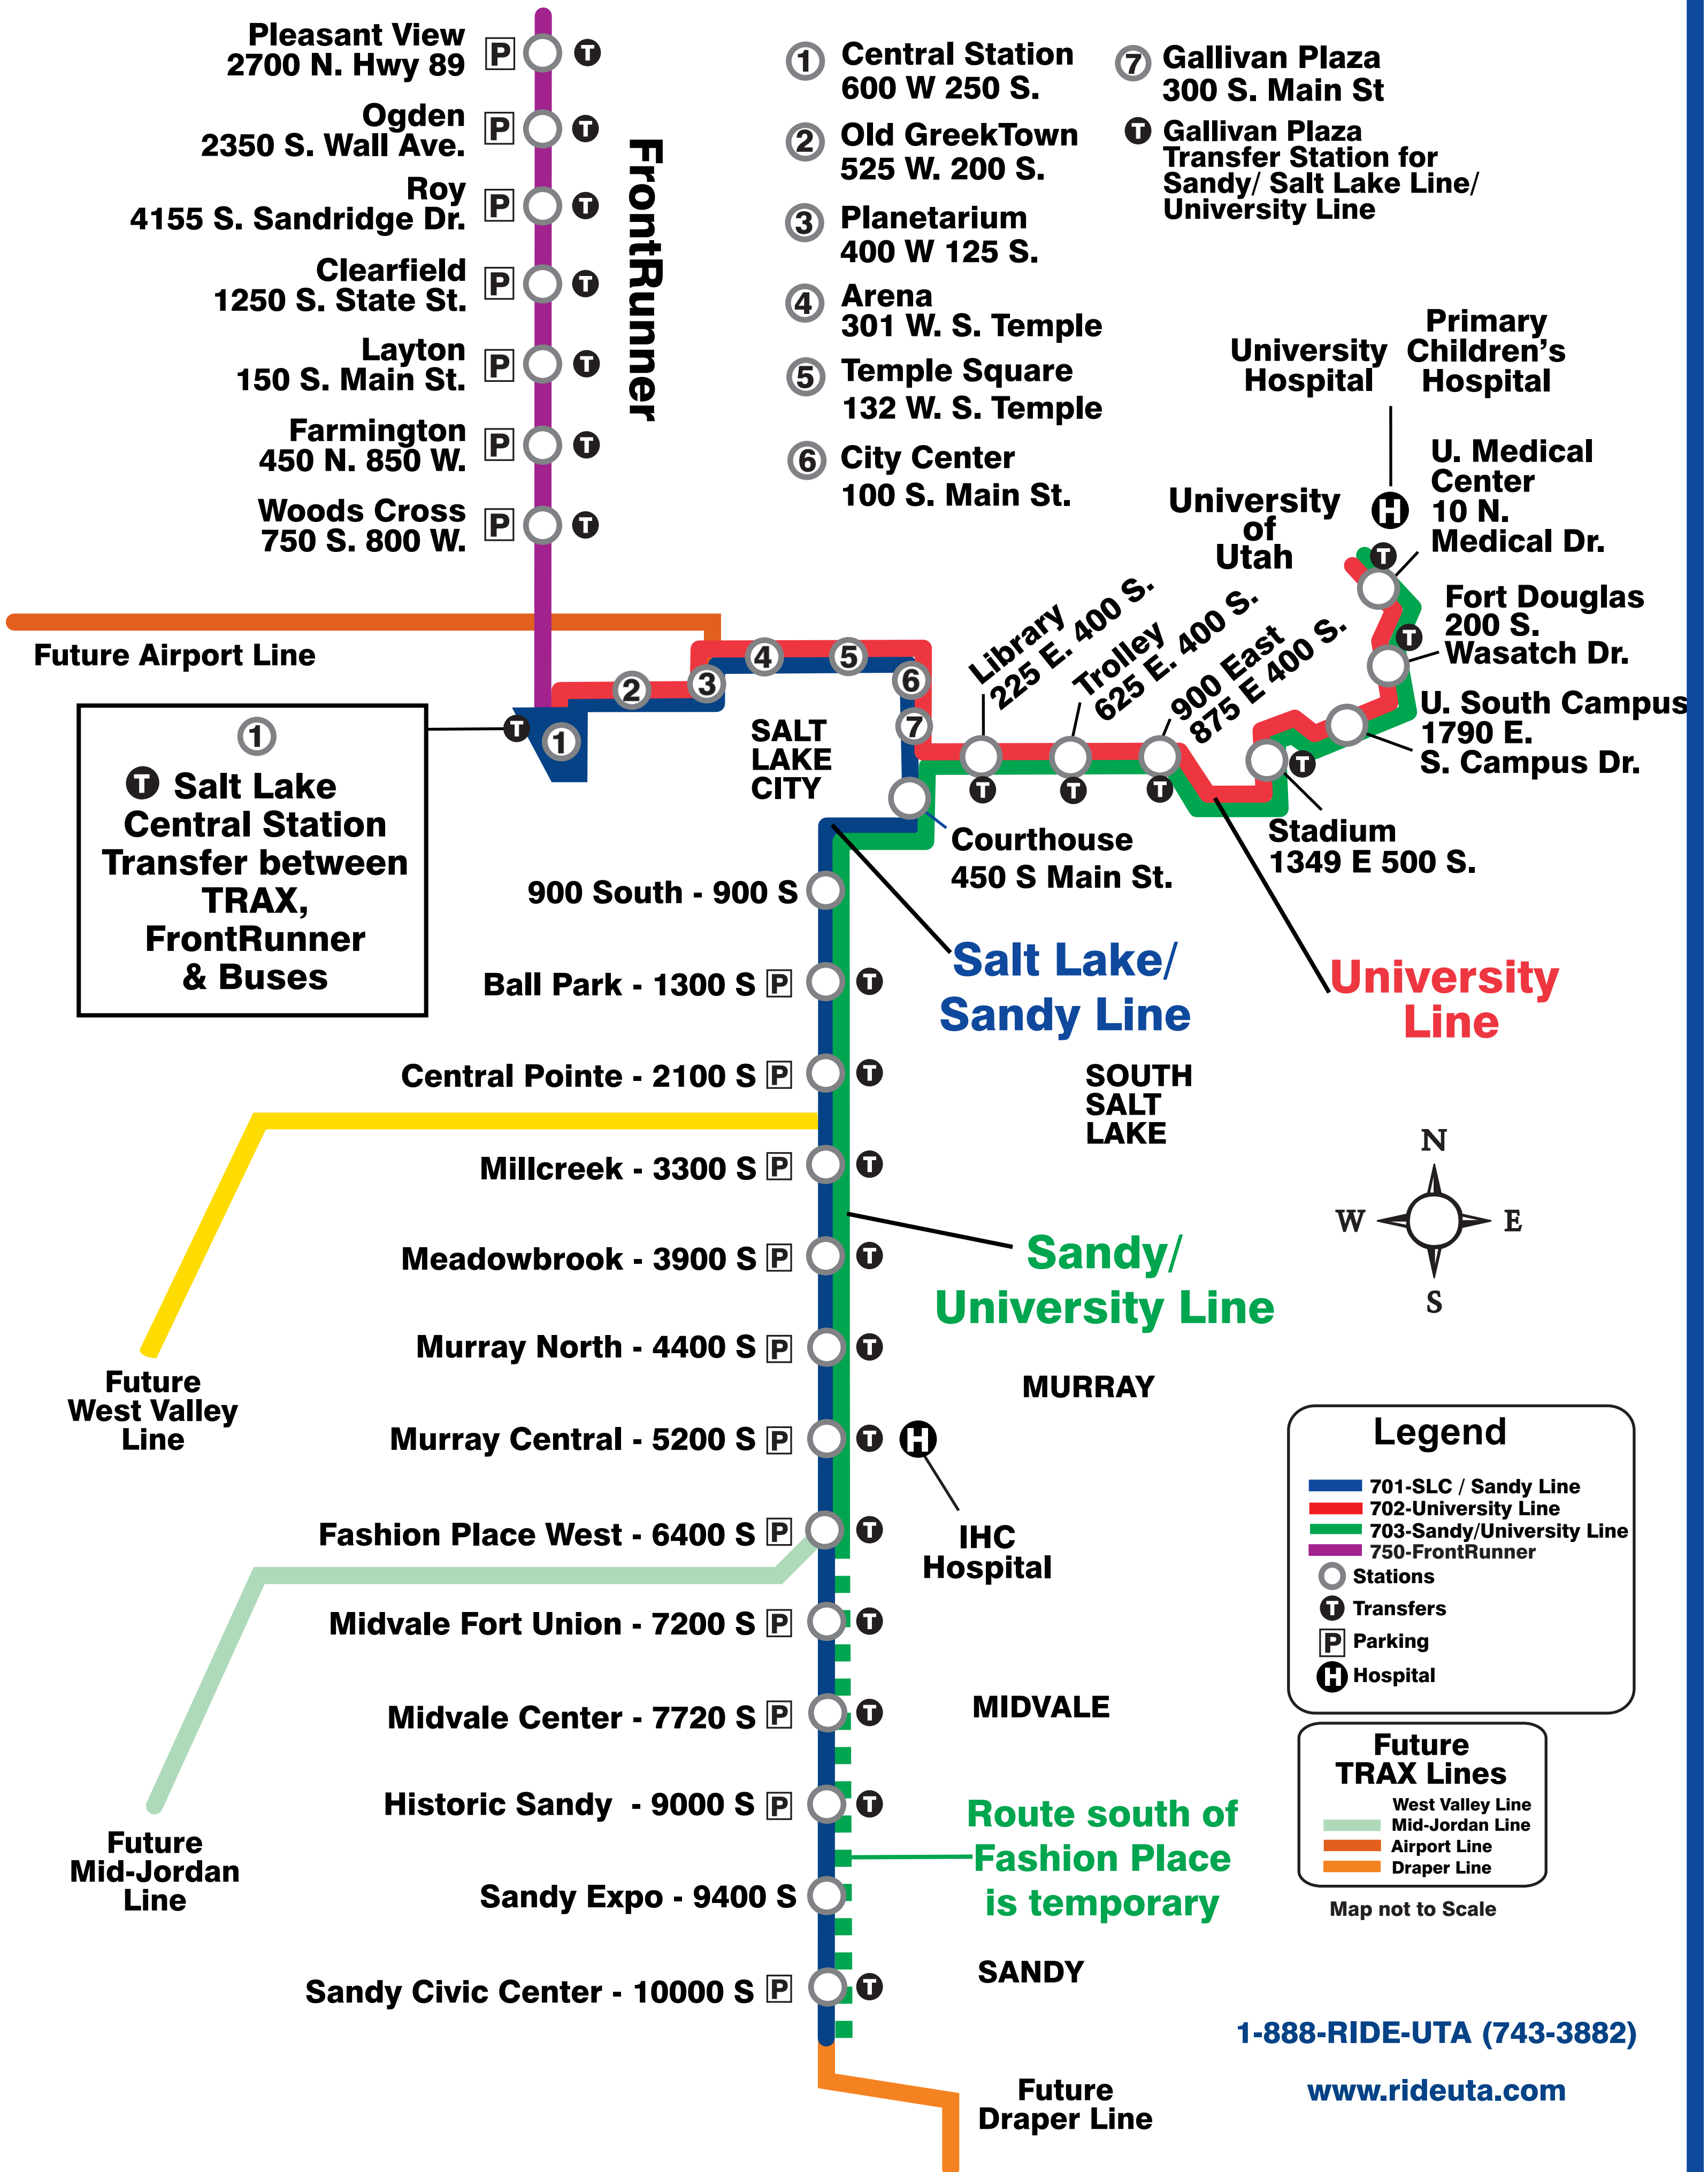 Pleasant View
2700 N. Hwy 89
P
T
Ogden
2350 S. Wall Ave.
P
T
Roy
4155 S. Sandridge Dr.
P
T
Clearfield
1250 S. State St.
P
T
Layton
150 S. Main St.
P
T
Farmington
450 N. 850 W.
P
T
Woods Cross
750 S. 800 W.
P
T
FrontRunner
1
Central Station
600 W 250 S.
2
Old GreekTown
525 W. 200 S.
3
Planetarium
400 W 125 S.
4
Arena
301 W. S. Temple
5
Temple Square
132 W. S. Temple
6
City Center
100 S. Main St.
7
Gallivan Plaza
300 S. Main St
T
Gallivan Plaza
Transfer Station for
Sandy/ Salt Lake Line/
University Line
University
Hospital
Primary
Children's
Hospital
H
T
U. Medical
Center
10 N.
Medical Dr.
University
of
Utah
Fort Douglas
200 S.
Wasatch Dr.
T
U. South Campus
1790 E.
S. Campus Dr.
T
Stadium
1349 E 500 S.
Library
225 E. 400 S.
T
Trolley
625 E. 400 S.
T
900 East
875 E 400 S.
T
Future Airport Line
1
2
3
4
5
6
7
T
SALT
LAKE
CITY
1
T Salt Lake
Central Station
Transfer between
TRAX,
FrontRunner
& Buses
Courthouse
450 S Main St.
900 South - 900 S
Salt Lake/
Sandy Line
University
Line
Ball Park - 1300 S P
T
Central Pointe - 2100 S P
T
SOUTH
SALT
LAKE
Millcreek - 3300 S P
T
Meadowbrook - 3900 S P
T
Sandy/
University Line
N
W
E
S
Murray North - 4400 S P
T
MURRAY
Future
West Valley
Line
Murray Central - 5200 S P
T
H
IHC
Hospital
Fashion Place West - 6400 S P
T
Midvale Fort Union - 7200 S P
T
Midvale Center - 7720 S P
T
MIDVALE
Historic Sandy - 9000 S P
T
Future
Mid-Jordan
Line
Route south of
Fashion Place
is temporary
Sandy Expo - 9400 S
SANDY
Sandy Civic Center - 10000 S P
T
Future
Draper Line
Legend
701-SLC / Sandy Line
702-University Line
703-Sandy/University Line
750-FrontRunner
Stations
T Transfers
P Parking
H Hospital
Future
TRAX Lines
West Valley Line
Mid-Jordan Line
Airport Line
Draper Line
Map not to Scale
1-888-RIDE-UTA (743-3882)
www.rideuta.com